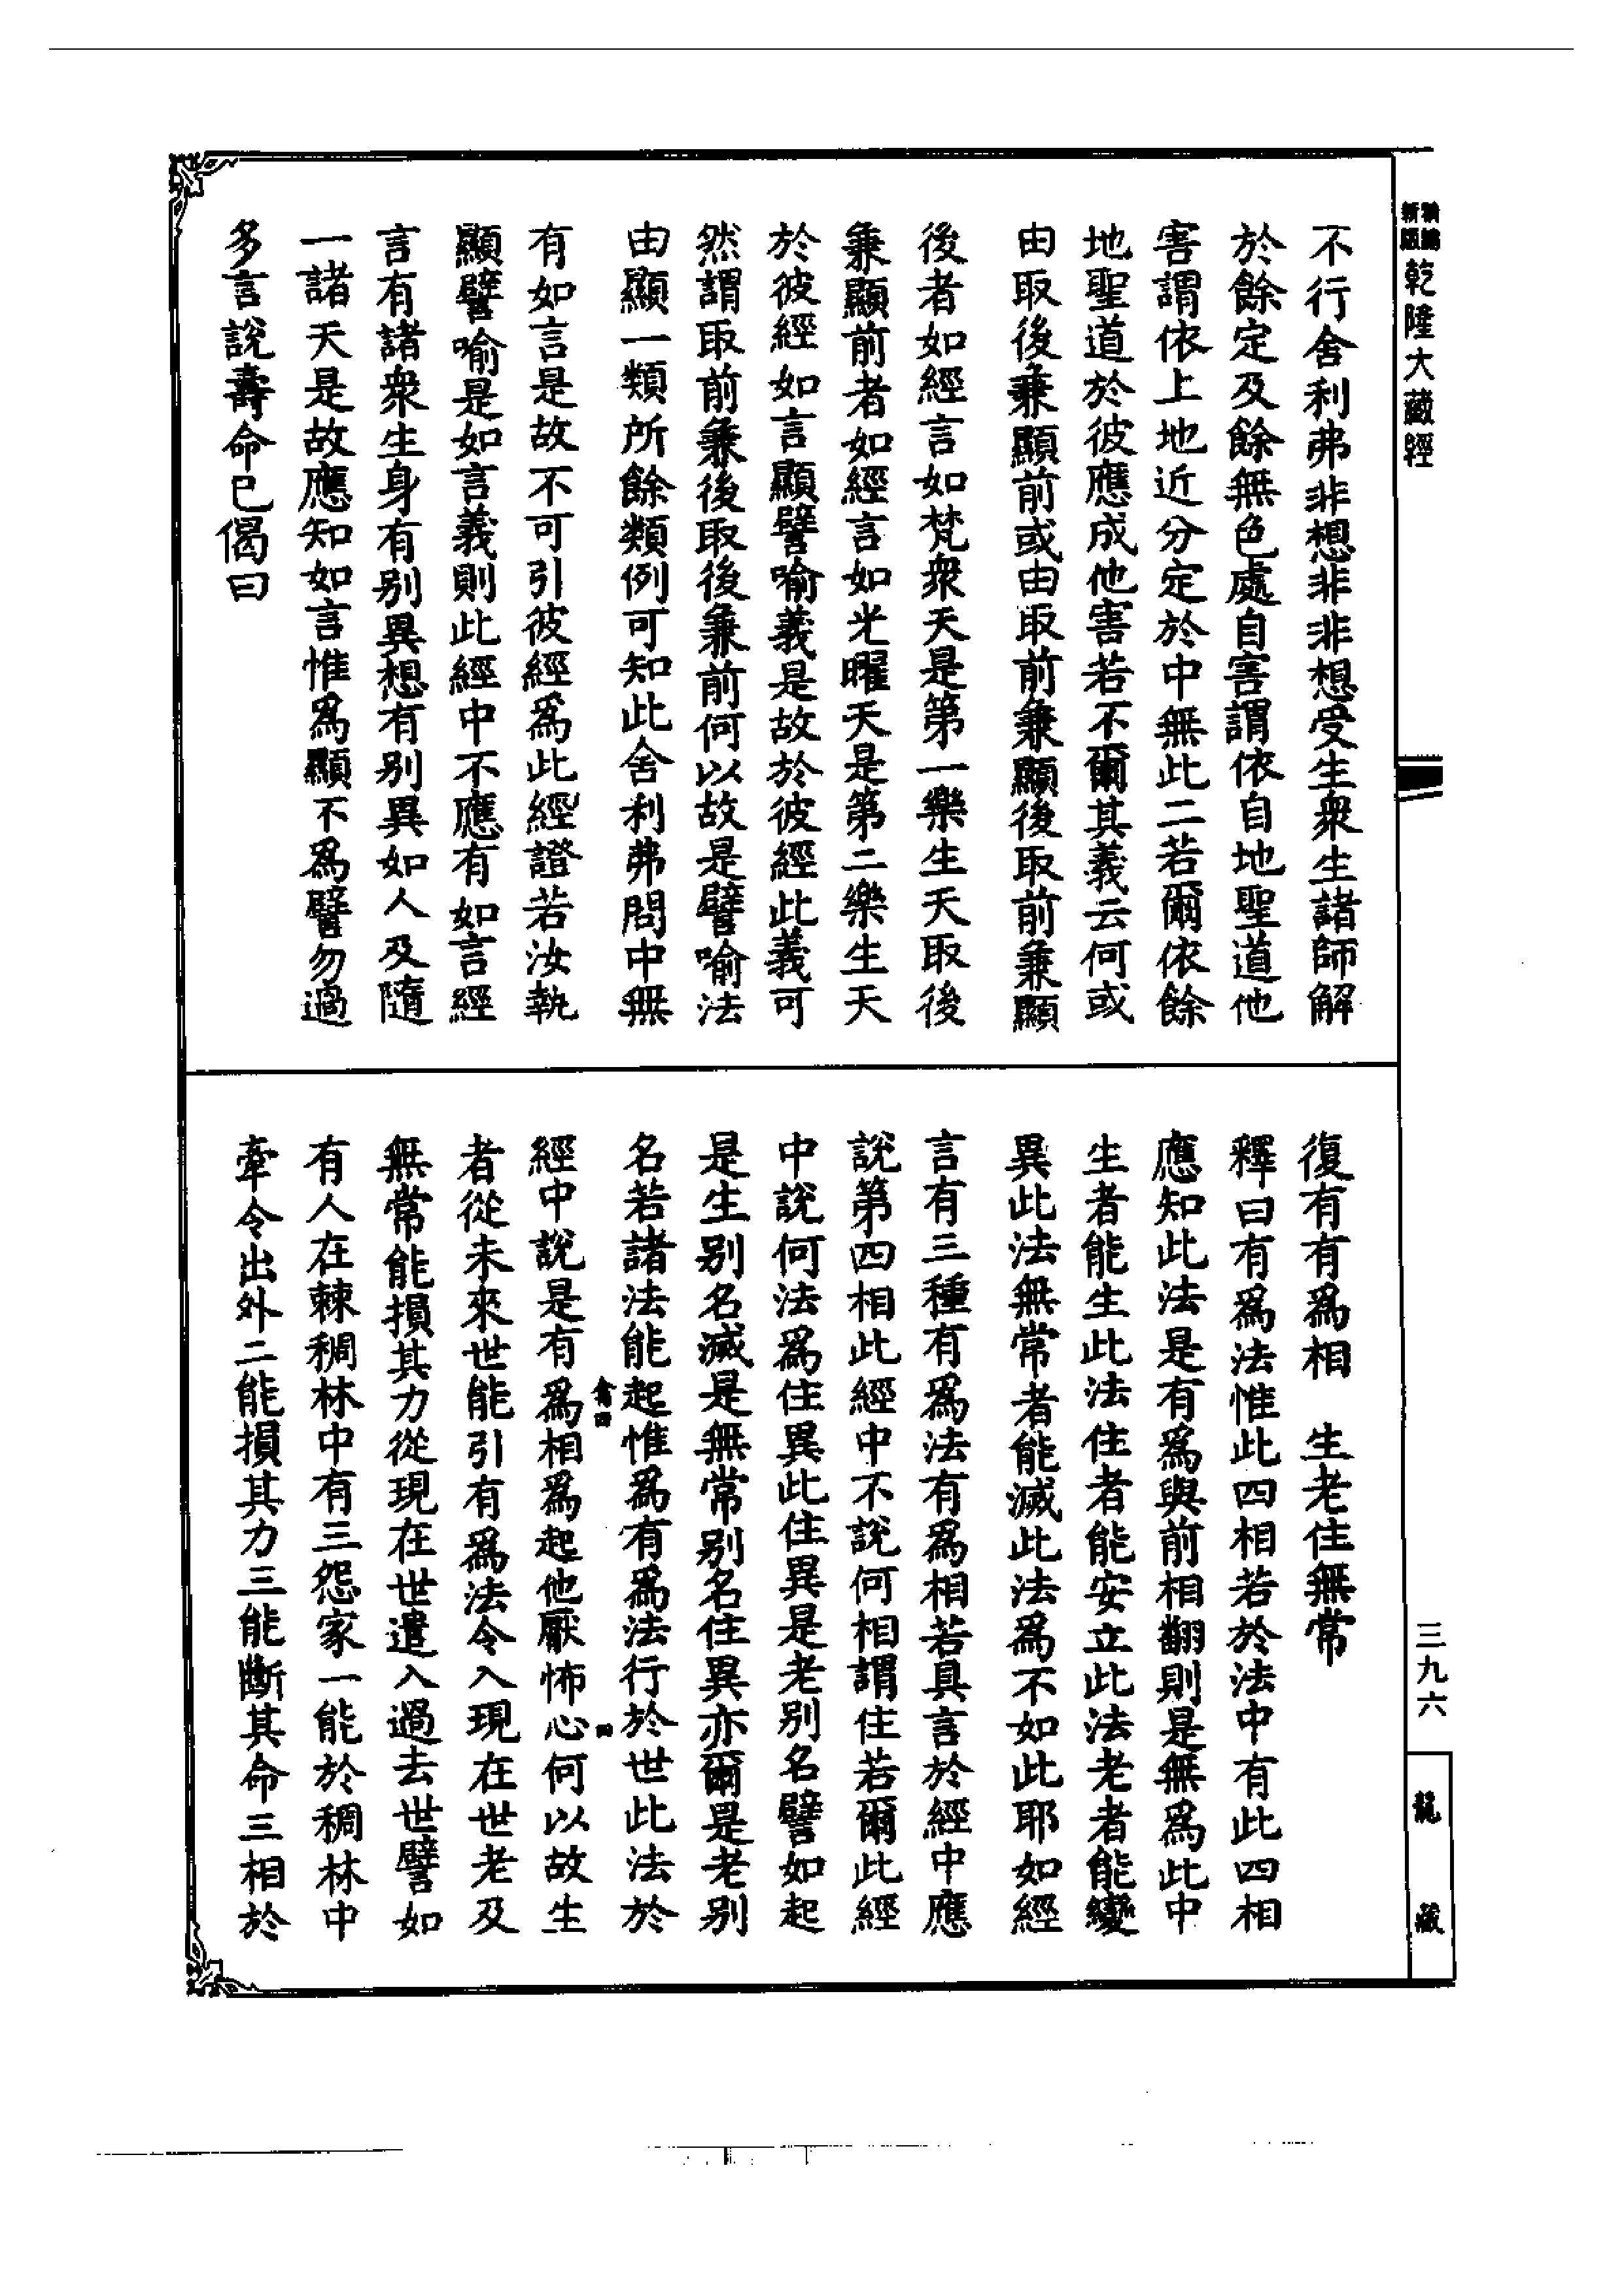 新編
新版
乾隆大藏經
不行舍利弗非想非非想受生衆生諸師解
於餘定及餘無色處自害謂依自地聖道他
害謂依上地近分定於中無此二若爾依餘
地聖道於彼應成他害若不爾其義云何或
由取後兼顯前或由取前兼顯後取前兼顯
後者如經言如梵衆天是第一樂生天取後
兼顯前者如經言如光曜天是第二樂生天
於彼經如言顯譬喻義是故於彼經此義可
然謂取前兼後取後兼前何以故是譬喻法
由顯一類所餘類例可知此舍利弗問中無
有如言是故不可引彼經爲此經證若汝執
顯譬喻是如言義則此經中不應有如言經
言有諸衆生身有别異想有别異如人及隨
一諸天是故應知如言惟爲顯不爲譬勿過
多言說壽命已偈曰
復有有爲相　生老住無常
釋曰有爲法惟此四相若於法中有此四相
應知此法是有爲與前相翻則是無爲此中
生者能生此法住者能安立此法老者能變
異此法無常者能滅此法爲不如此耶如經
言有三種有爲法有爲相若具言於經中應
說第四相此經中不說何相謂住若爾此經
中說何法爲住異此住異是老別名譬如起
是生别名滅是無常别名住異亦爾是老别
名若諸法能起惟爲有爲法行於世此法於
經中說是有爲相爲起他厭怖心何以故生
者從未來世能引有爲法令入現在世老及
無常能損其力從現在世遣入過去世譬如
有人在棘稠林中有三怨家一能於稠林中
牽令出外二能損其力三能斷其命三相於
三九六
龍藏